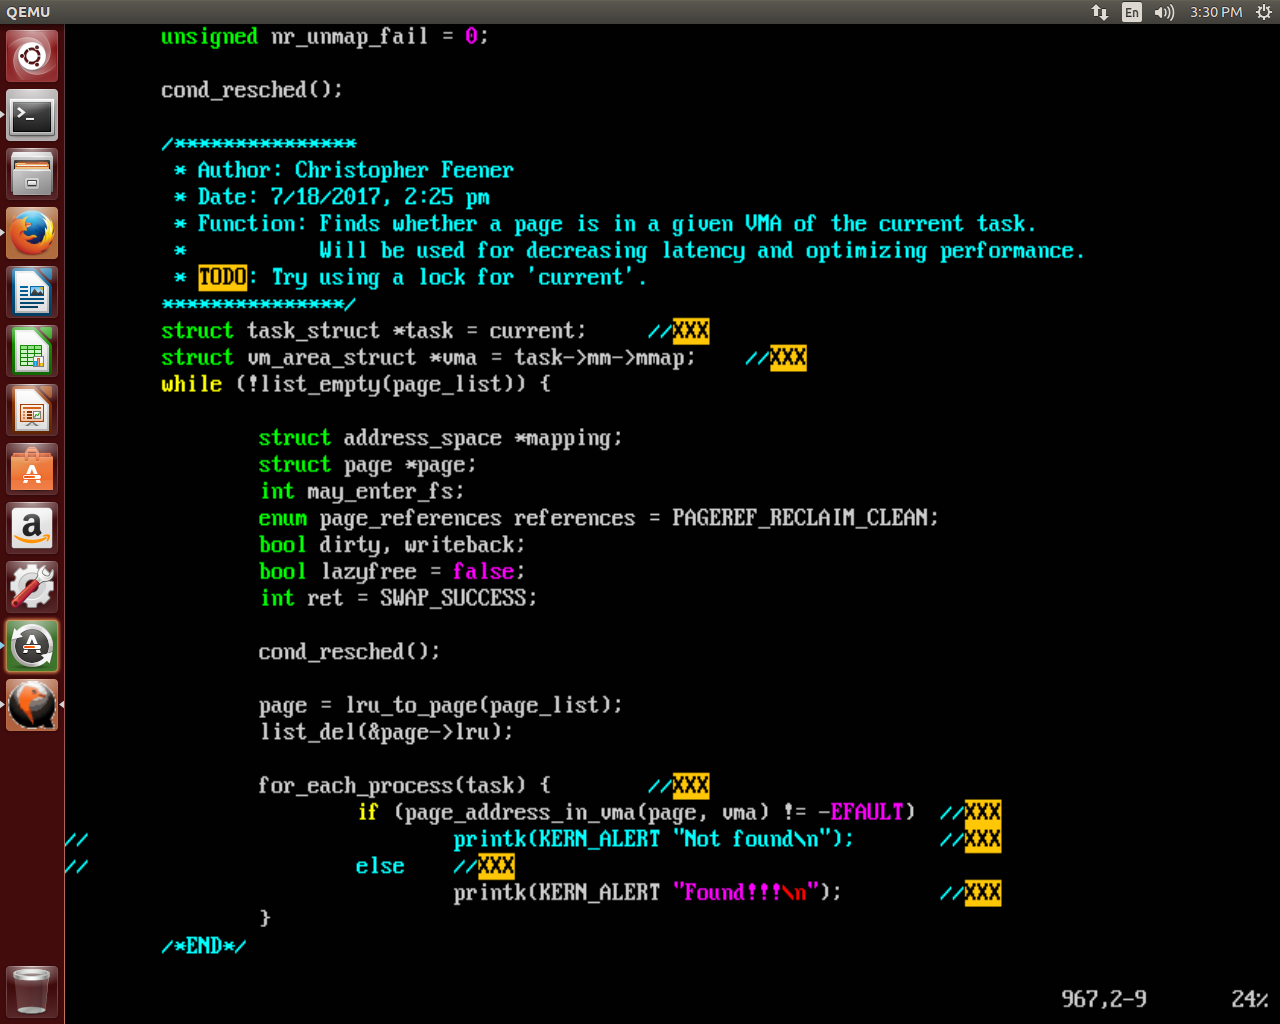 QEMU En 3:30 PM
unsigned nr_unmap_fail = 0;
cond_resched();
/***************
* Author: Christopher Feener
* Date: 7/18/2017, 2:25 pm
* Function: Finds whether a page is in a given VMA of the current task.
* Will be used for decreasing latency and optimizing performance.
* TODO: Try using a lock for 'current'.
***************/
struct task_struct *task = current; //XXX
struct vm_area_struct *vma = task->mm->mmap; //XXX
while (!list_empty(page_list)) {
struct address_space *mapping;
struct page *page;
int may_enter_fs;
enum page_references references = PAGEREF_RECLAIM_CLEAN;
bool dirty, writeback;
bool lazyfree = false;
int ret = SWAP_SUCCESS;
cond_resched();
page = lru_to_page(page_list);
list_del(&page->lru);
for_each_process(task) { //XXX
if (page_address_in_vma(page, vma) != -EFAULT) //XXX
// printk(KERN_ALERT "Not found\n"); //XXX
// else //XXX
printk(KERN_ALERT "Found!!!\n"); //XXX
}
/*END*/
967,2-9 24%